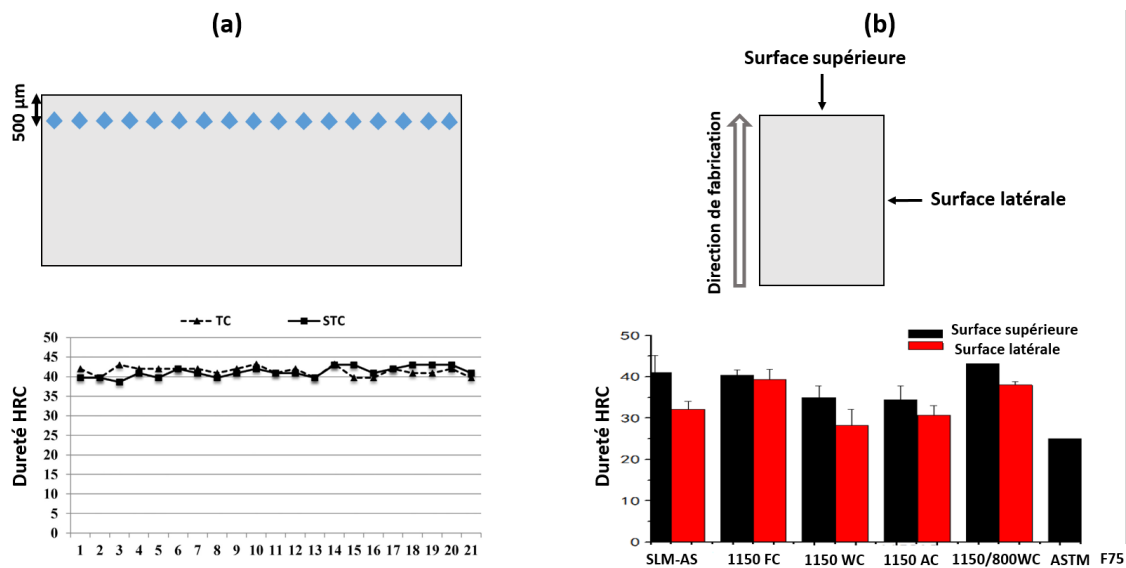 (a)
500 µm
TC
STC
Dureté HRC
50
45
40
35
30
25
20
15
10
5
0
1 2 3 4 5 6 7 8 9 10 11 12 13 14 15 16 17 18 19 20 21
(b)
Surface supérieure
Direction de fabrication
Surface latérale
Surface supérieure
Surface latérale
Dureté HRC
50
40
30
20
10
0
SLM-AS 1150 FC 1150 WC 1150 AC 1150/800WC ASTM F75